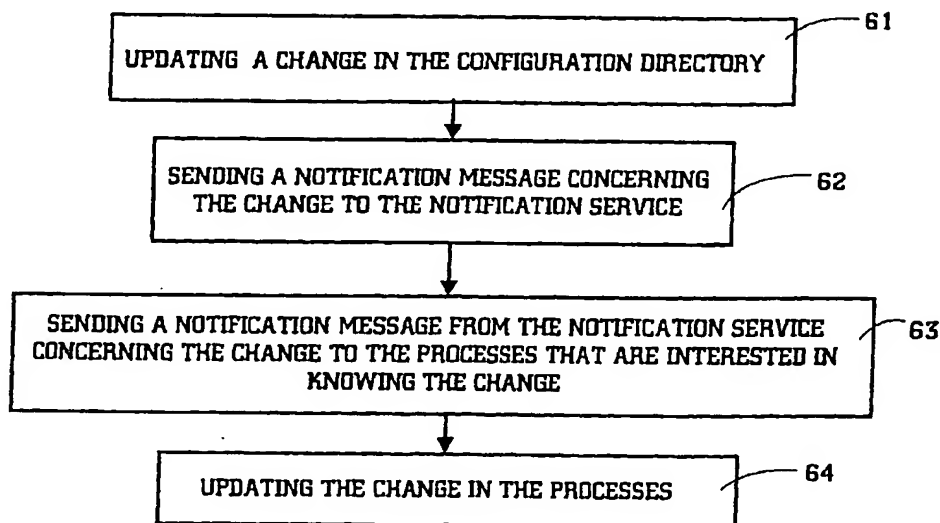 61
UPDATING A CHANGE IN THE CONFIGURATION DIRECTORY
SENDING A NOTIFICATION MESSAGE CONCERNING
THE CHANGE TO THE NOTIFICATION SERVICE
62
SENDING A NOTIFICATION MESSAGE FROM THE NOTIFICATION SERVICE
CONCERNING THE CHANGE TO THE PROCESSES THAT ARE INTERESTED IN
KNOWING THE CHANGE
63
UPDATING THE CHANGE IN THE PROCESSES
64